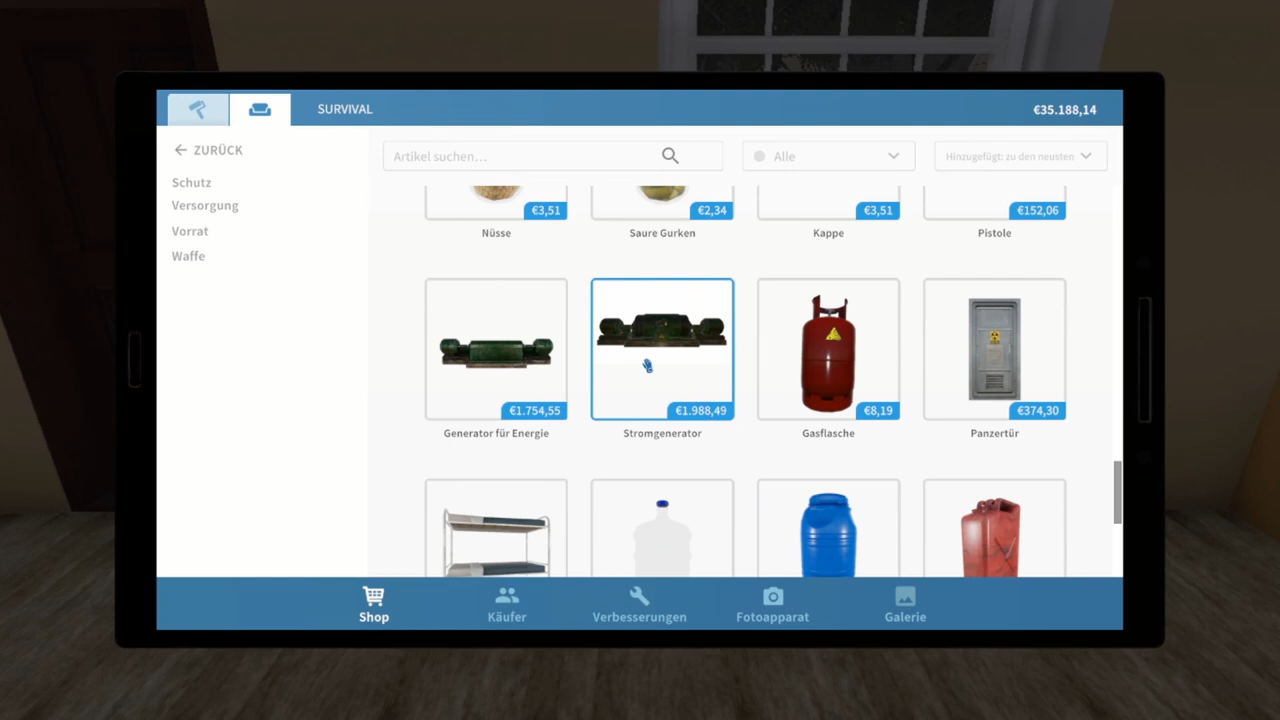 SURVIVAL
€35.188,14
ZURÜCK
Schutz
Versorgung
Vorrat
Waffe
Artikel suchen...
Alle
Hinzugefügt: zu den neusten
€3,51
€2,34
€3,51
€152,06
Nüsse
Saure Gurken
Kappe
Pistole
€1.754,55
€1.988,49
€8,19
€374,30
Generator für Energie
Stromgenerator
Gasflasche
Panzertür
Shop
Käufer
Verbesserungen
Fotoapparat
Galerie